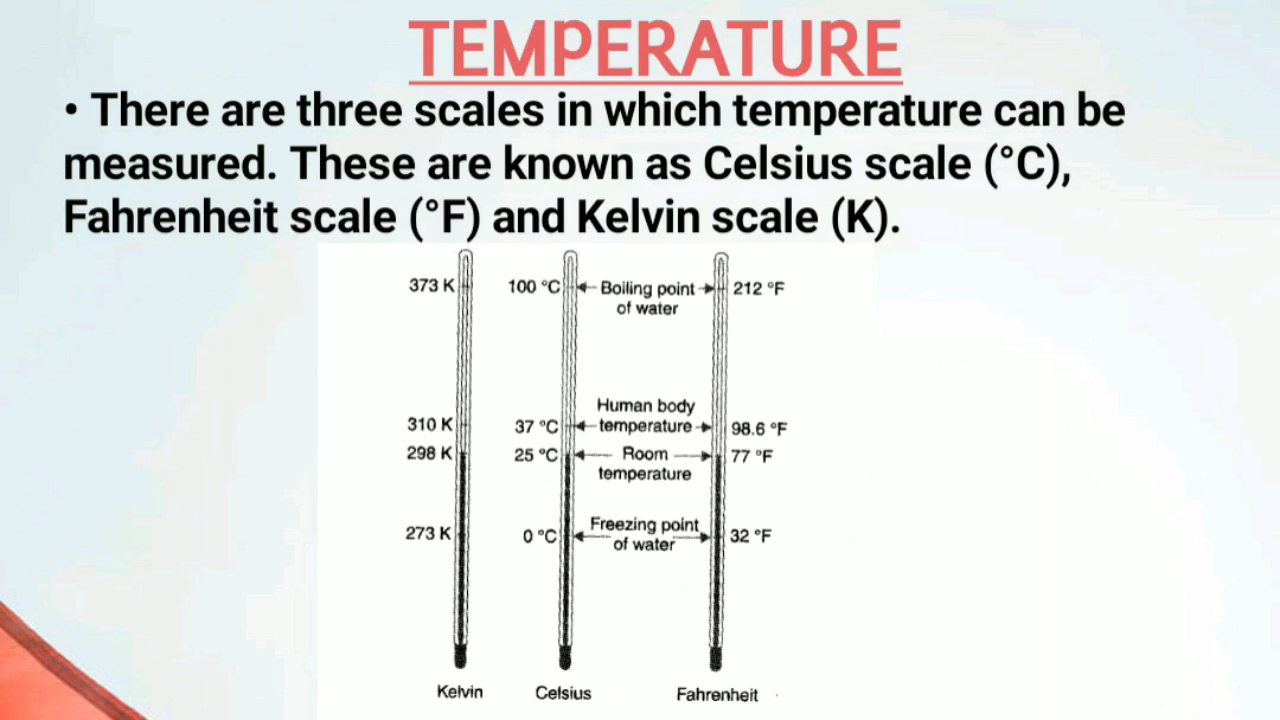 TEMPERATURE
• There are three scales in which temperature can be
measured. These are known as Celsius scale (°C),
Fahrenheit scale (°F) and Kelvin scale (K).
373 K 100 °C Boiling point 212 °F
of water
Human body
310 K 37 °C temperature 98.6 °F
298 K 25 °C Room 77 °F
temperature
Freezing point
273 K 0 °C of water 32 °F
Kelvin Celsius Fahrenheit